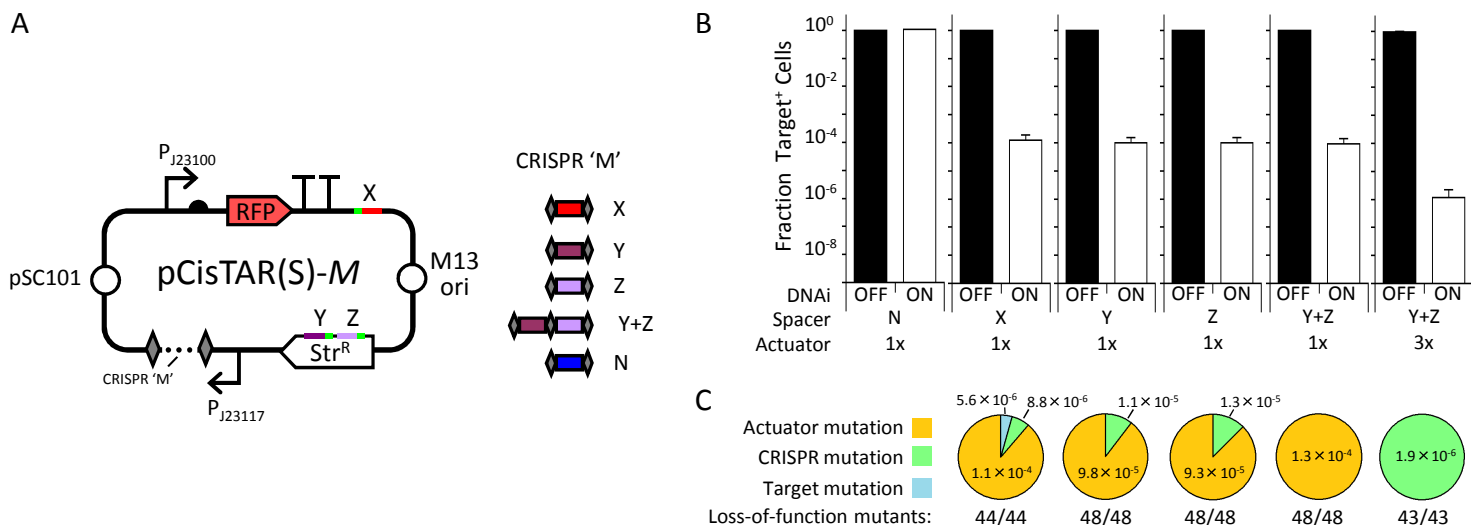 A
P_J23100
RFP
X
pSC101
pCisTAR(S)-M
M13
ori
Y Z
Str^R
CRISPR ‘M’
P_J23117
CRISPR ‘M’
X
Y
Z
Y+Z
N
B
Fraction Target⁺ Cells
10⁰
10⁻²
10⁻⁴
10⁻⁶
10⁻⁸
DNAi OFF ON OFF ON OFF ON OFF ON OFF ON OFF ON
Spacer N X Y Z Y+Z Y+Z
Actuator 1x 1x 1x 1x 1x 3x
C
5.6 × 10⁻⁶ 8.8 × 10⁻⁶ 1.1 × 10⁻⁵ 1.3 × 10⁻⁵
Actuator mutation
CRISPR mutation
Target mutation
1.1 × 10⁻⁴ 9.8 × 10⁻⁵ 9.3 × 10⁻⁵ 1.3 × 10⁻⁴ 1.9 × 10⁻⁶
Loss-of-function mutants: 44/44 48/48 48/48 48/48 43/43